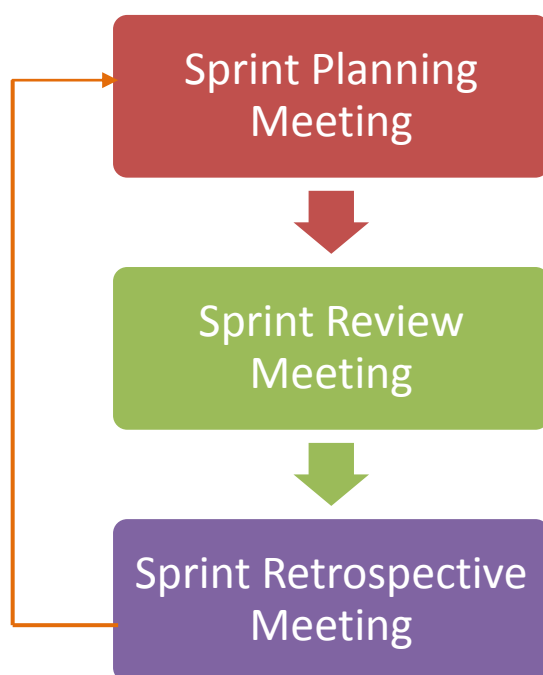 Sprint Planning
Meeting
Sprint Review
Meeting
Sprint Retrospective
Meeting